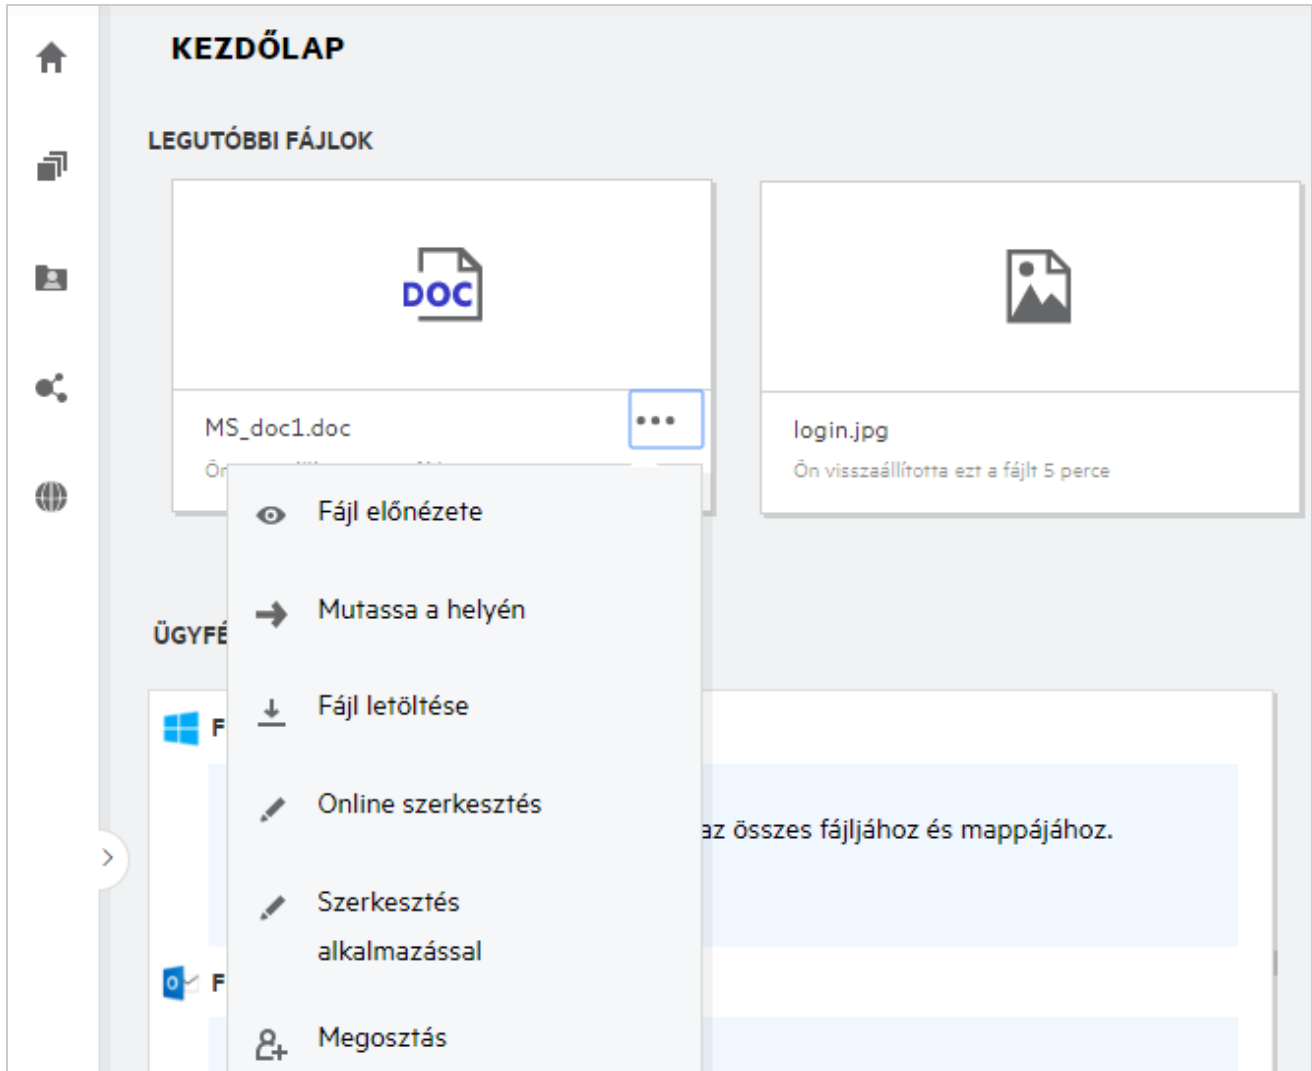 KEZDŐLAP
LEGUTÓBBI FÁJLOK
DOC
MS_doc1.doc
login.jpg
Ön visszaállította ezt a fájlt 5 perce
Fájl előnézete
Mutassa a helyén
Fájl letöltése
Online szerkesztés
az összes fájljához és mappájához.
Szerkesztés
alkalmazással
Megosztás